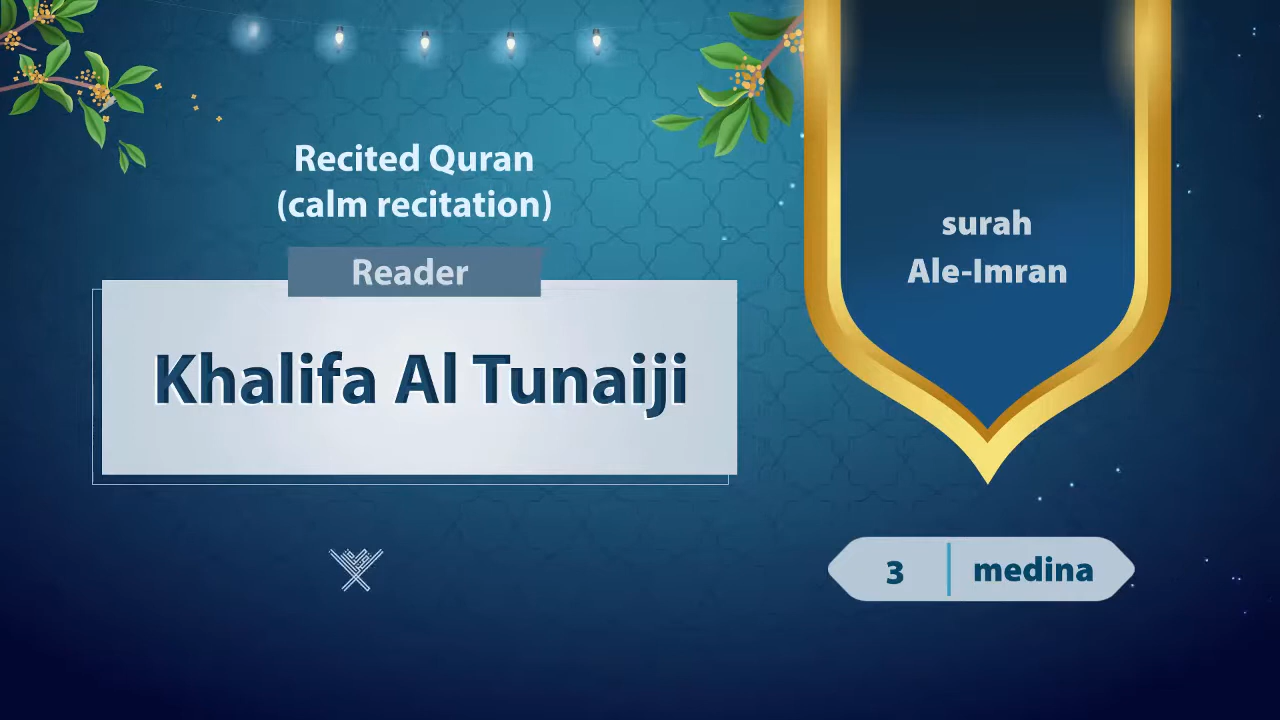 Recited Quran
(calm recitation)
Reader
Khalifa Al Tunaiji
surah
Ale-Imran
3
medina